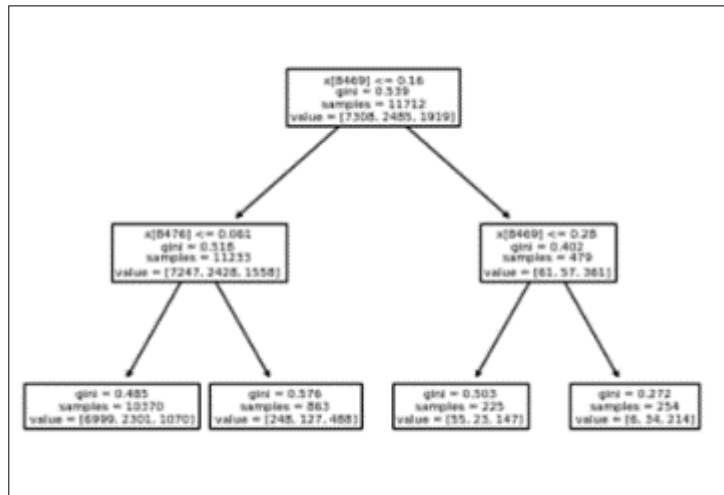 x[8469] <= 0.16
gini = 0.539
samples = 11712
value = [7308, 2485, 1919]
x[8476] <= 0.061
gini = 0.518
samples = 11233
value = [7247, 2428, 1558]
x[8469] <= 0.28
gini = 0.402
samples = 479
value = [61, 57, 361]
gini = 0.485
samples = 10370
value = [6999, 2301, 1070]
gini = 0.576
samples = 863
value = [248, 127, 488]
gini = 0.503
samples = 225
value = [55, 23, 147]
gini = 0.272
samples = 254
value = [6, 34, 214]